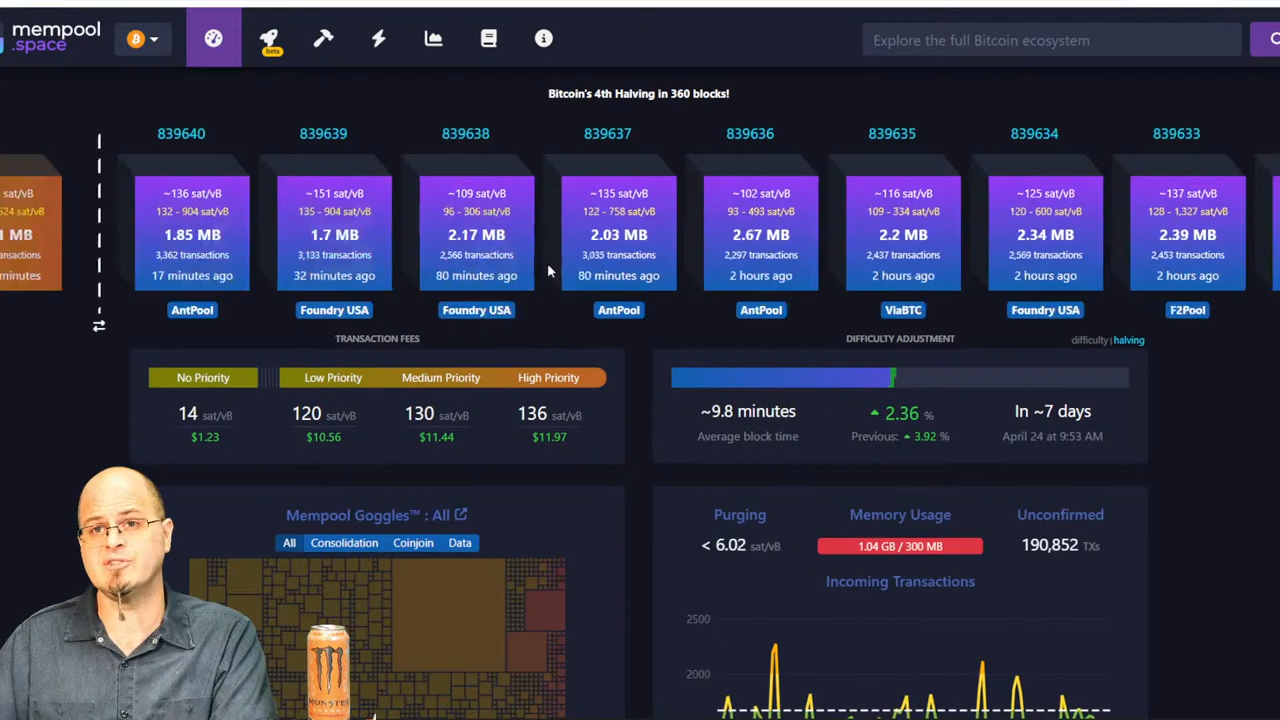 mempool
.space
beta
Explore the full Bitcoin ecosystem
Bitcoin's 4th Halving in 360 blocks!
839640 839639 839638 839637 839636 839635 839634 839633
sat/vB ~136 sat/vB ~151 sat/vB ~109 sat/vB ~135 sat/vB ~102 sat/vB ~116 sat/vB ~125 sat/vB ~137 sat/vB
624 sat/vB 132 - 904 sat/vB 135 - 904 sat/vB 96 - 306 sat/vB 122 - 758 sat/vB 93 - 493 sat/vB 109 - 334 sat/vB 120 - 600 sat/vB 128 - 1,327 sat/vB
1 MB 1.85 MB 1.7 MB 2.17 MB 2.03 MB 2.67 MB 2.2 MB 2.34 MB 2.39 MB
3,362 transactions 3,133 transactions 2,566 transactions 3,035 transactions 2,297 transactions 2,437 transactions 2,569 transactions 2,453 transactions
minutes 17 minutes ago 32 minutes ago 80 minutes ago 80 minutes ago 2 hours ago 2 hours ago 2 hours ago 2 hours ago
AntPool Foundry USA Foundry USA AntPool AntPool ViaBTC Foundry USA F2Pool
TRANSACTION FEES
No Priority Low Priority Medium Priority High Priority
14 sat/vB 120 sat/vB 130 sat/vB 136 sat/vB
$1.23 $10.56 $11.44 $11.97
DIFFICULTY ADJUSTMENT
difficulty | halving
~9.8 minutes 2.36 % In ~7 days
Average block time Previous: 3.92 % April 24 at 9:53 AM
Mempool Goggles™ : All
All Consolidation Coinjoin Data
Purging Memory Usage Unconfirmed
< 6.02 sat/vB 1.04 GB / 300 MB 190,852 TXs
Incoming Transactions
2500
2000
MONSTER